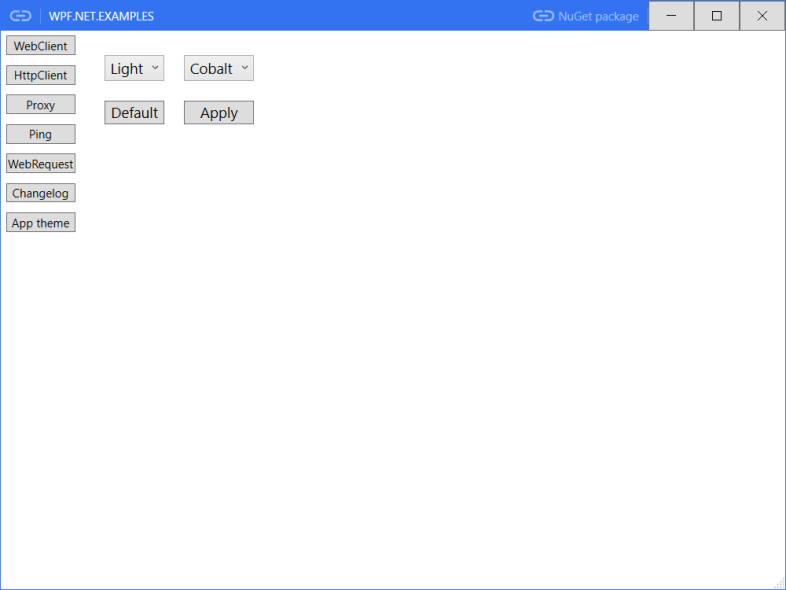 WPF.NET.EXAMPLES
NuGet package
WebClient
HttpClient
Proxy
Ping
WebRequest
Changelog
App theme
Light
Cobalt
Default
Apply